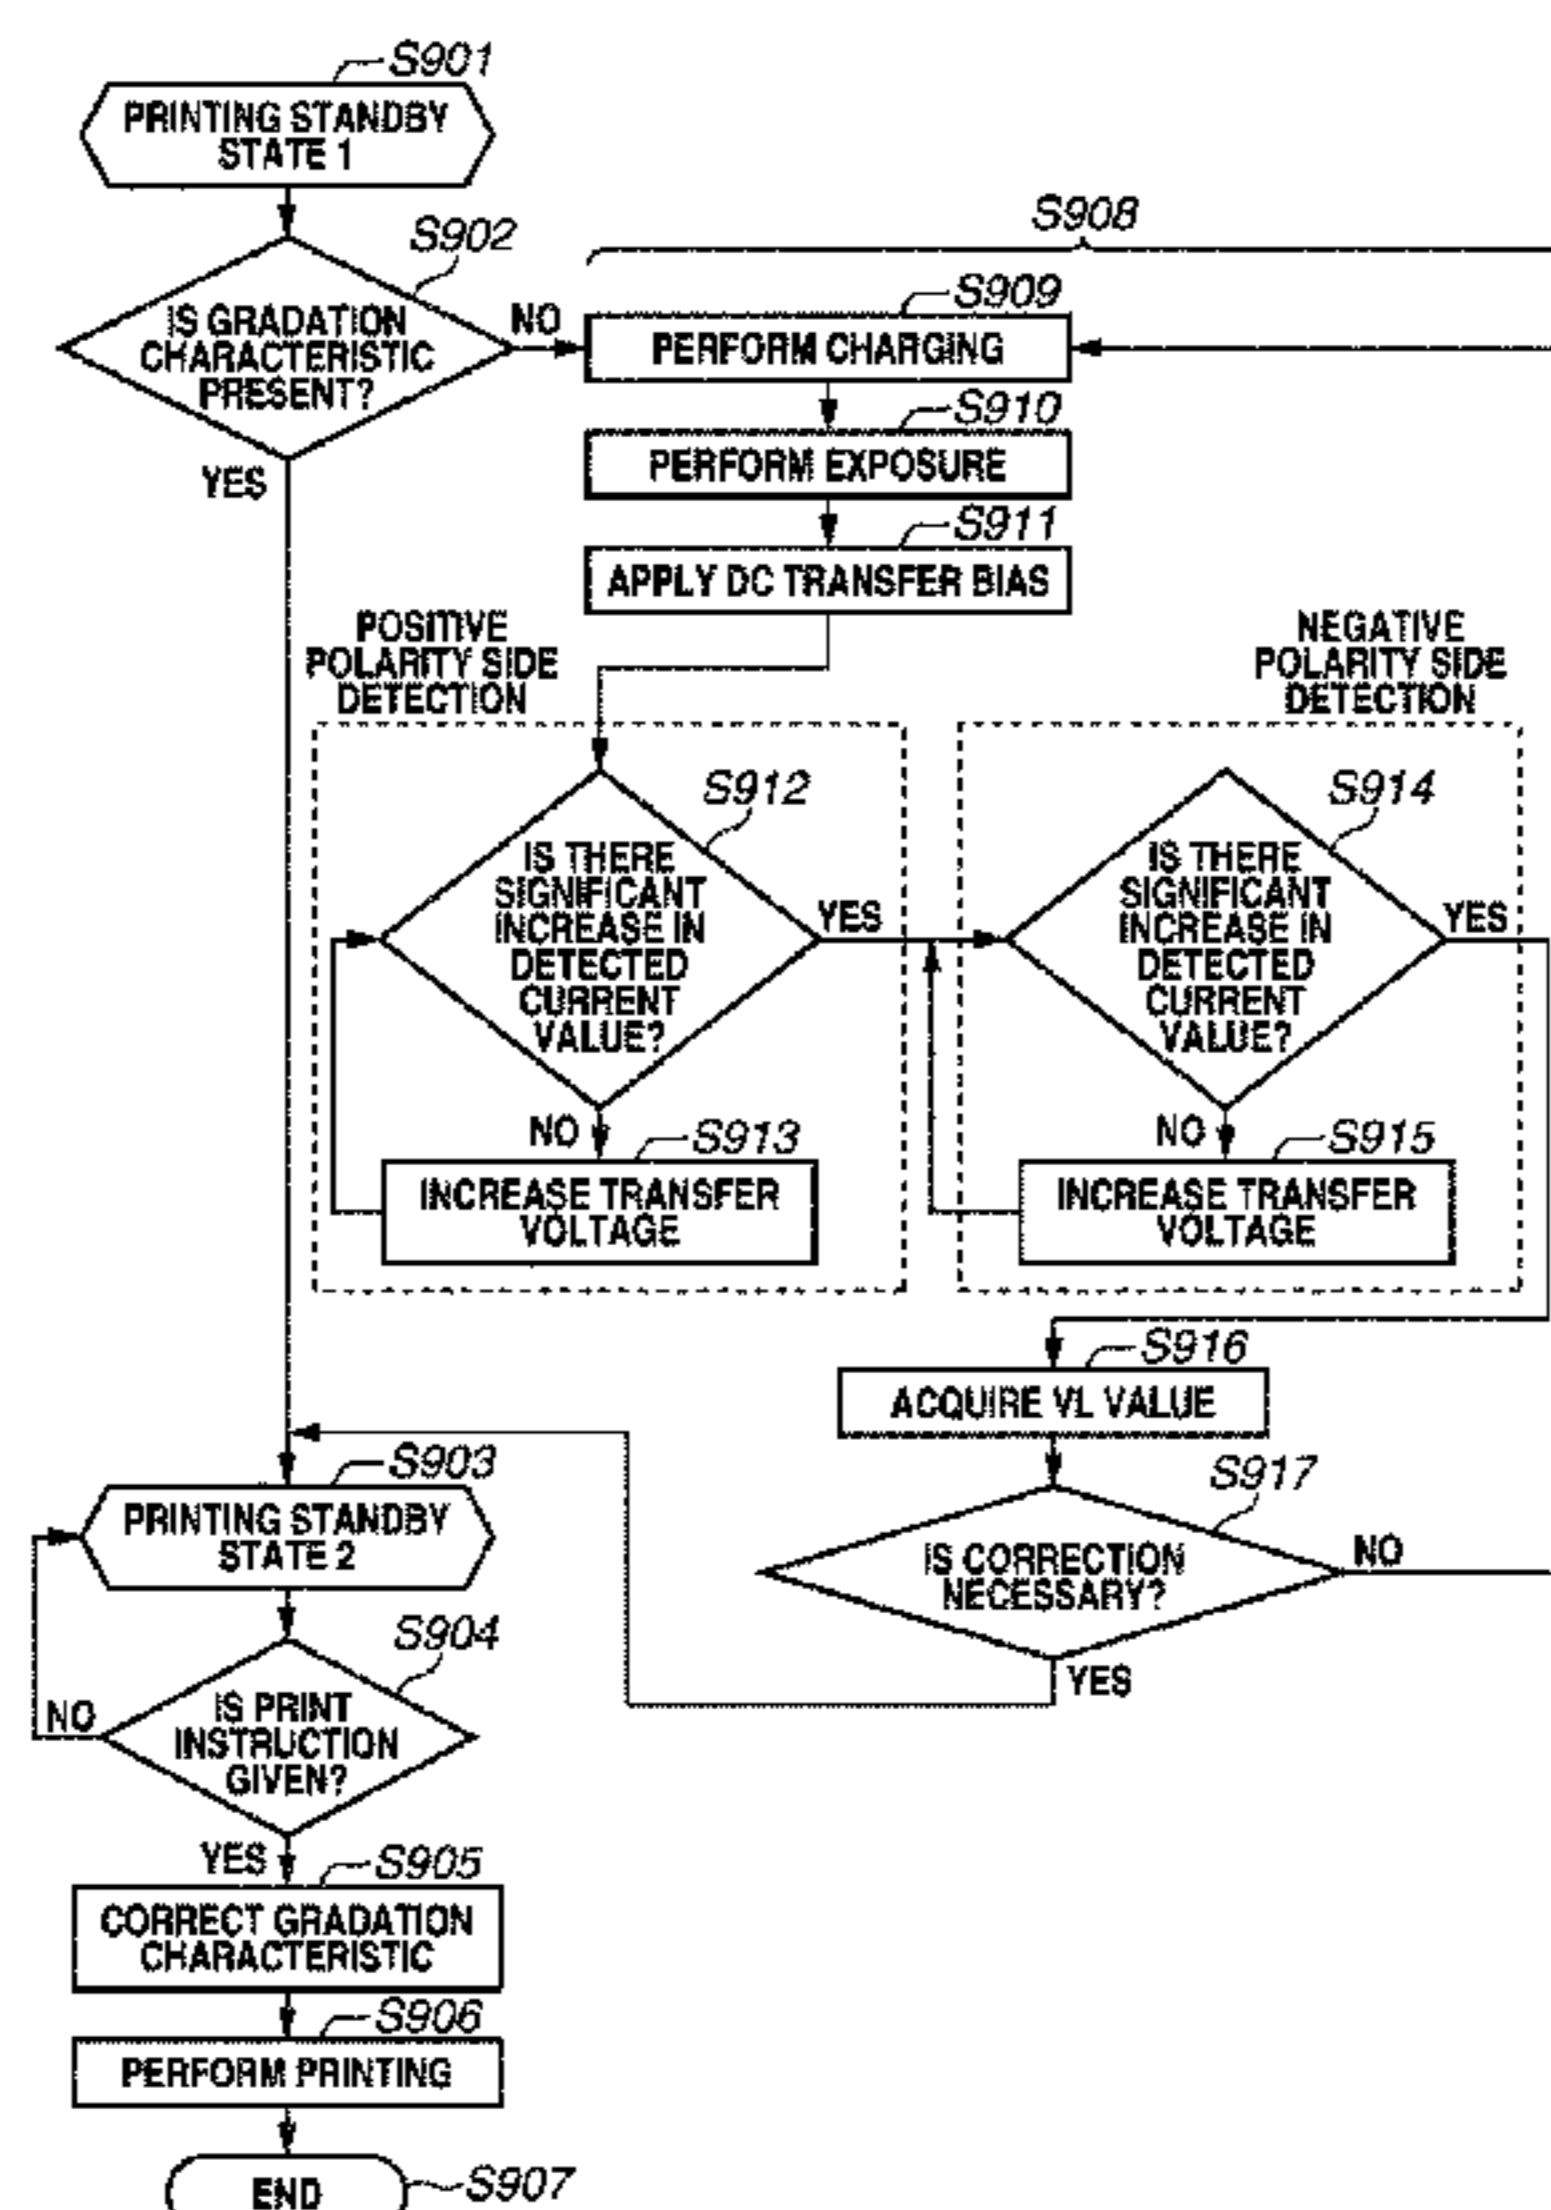 S901
PRINTING STANDBY
STATE 1
S902
IS GRADATION
CHARACTERISTIC
PRESENT?
NO
YES
S908
S909
PERFORM CHARGING
S910
PERFORM EXPOSURE
S911
APPLY DC TRANSFER BIAS
POSITIVE
POLARITY SIDE
DETECTION
NEGATIVE
POLARITY SIDE
DETECTION
S912
IS THERE
SIGNIFICANT
INCREASE IN
DETECTED
CURRENT
VALUE?
YES
NO
S913
INCREASE TRANSFER
VOLTAGE
S914
IS THERE
SIGNIFICANT
INCREASE IN
DETECTED
CURRENT
VALUE?
YES
NO
S915
INCREASE TRANSFER
VOLTAGE
S916
ACQUIRE VL VALUE
S917
IS CORRECTION
NECESSARY?
NO
YES
S903
PRINTING STANDBY
STATE 2
S904
IS PRINT
INSTRUCTION
GIVEN?
NO
YES
S905
CORRECT GRADATION
CHARACTERISTIC
S906
PERFORM PRINTING
END
S907